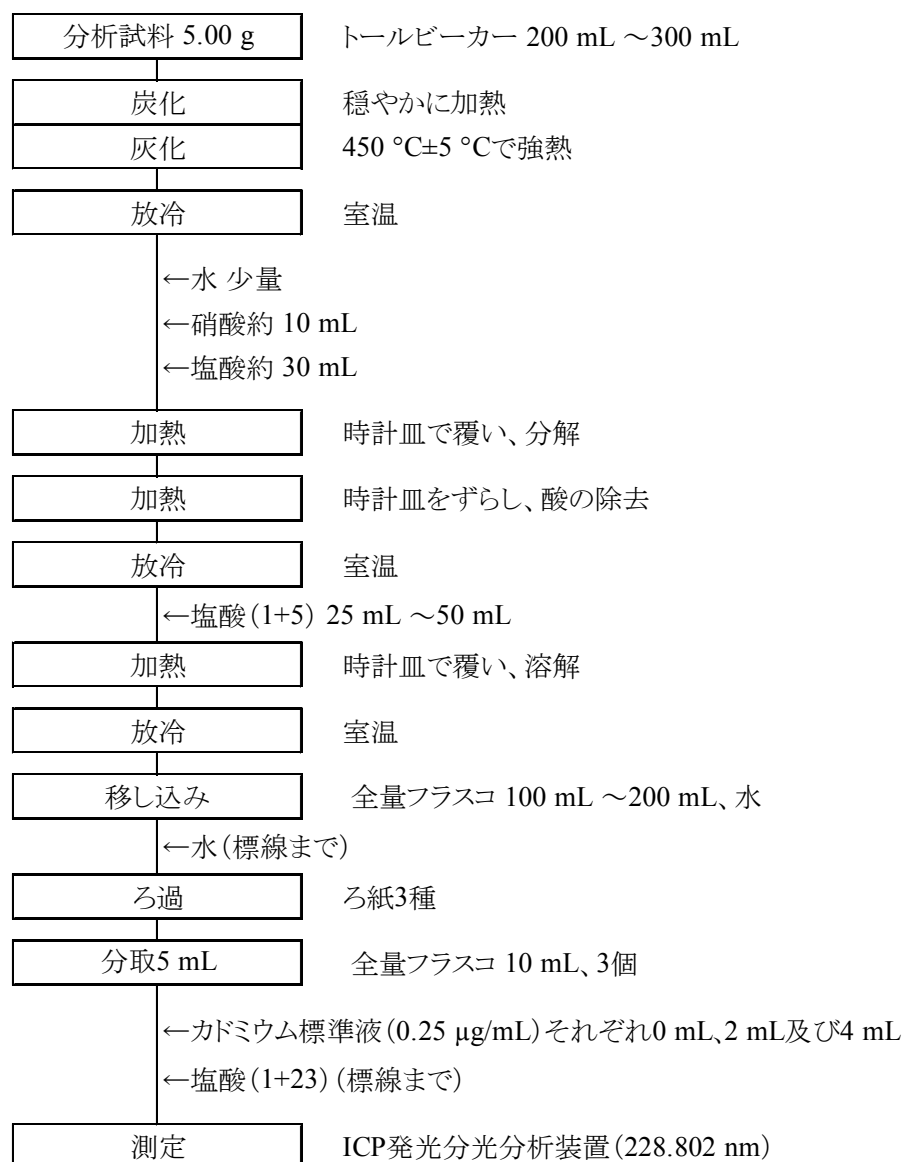 分析試料 5.00 g トールビーカー 200 mL ～300 mL
炭化 穏やかに加熱
灰化 450 °C±5 °Cで強熱
放冷 室温
←水 少量
←硝酸約 10 mL
←塩酸約 30 mL
加熱 時計皿で覆い、分解
加熱 時計皿をずらし、酸の除去
放冷 室温
←塩酸（1+5） 25 mL ～50 mL
加熱 時計皿で覆い、溶解
放冷 室温
移し込み 全量フラスコ 100 mL ～200 mL、水
←水（標線まで）
ろ過 ろ紙3種
分取5 mL 全量フラスコ 10 mL、3個
←カドミウム標準液（0.25 µg/mL）それぞれ0 mL、2 mL及び4 mL
←塩酸（1+23）（標線まで）
測定 ICP発光分光分析装置（228.802 nm）